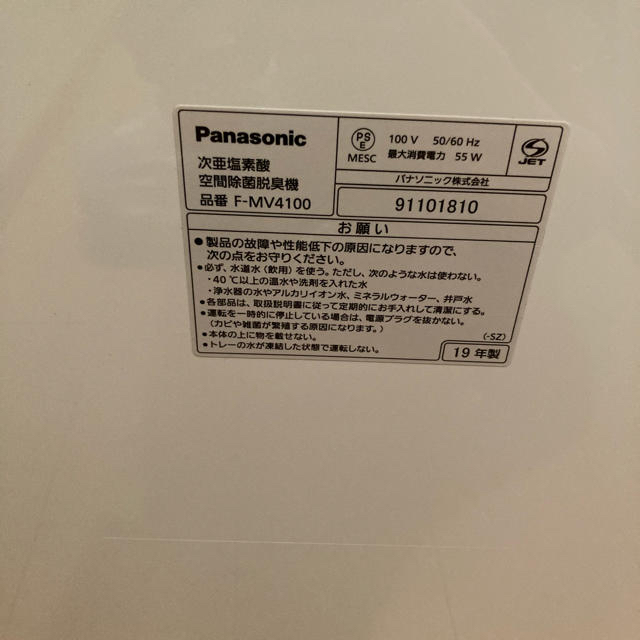 Panasonic
次亜塩素酸
空間除菌脱臭機
品番 F-MV4100
PS
E
MESC
100 V 50/60 Hz
最大消費電力 55 W
JET
パナソニック株式会社
91101810
お願い
●製品の故障や性能低下の原因になりますので、
次の点をお守りください。
●必ず、水道水（飲用）を使う。ただし、次のような水は使わない。
・40℃以上の温水や洗剤を入れた水
・浄水器の水やアルカリイオン水、ミネラルウォーター、井戸水
●各部品は、取扱説明書に従って定期的にお手入れして清潔にする。
●運転を一時的に停止している場合は、電源プラグを抜かない。
（カビや雑菌が繁殖する原因になります。）
●本体の上に物を載せない。
●トレーの水が凍結した状態で運転しない。
(-SZ)
19 年製